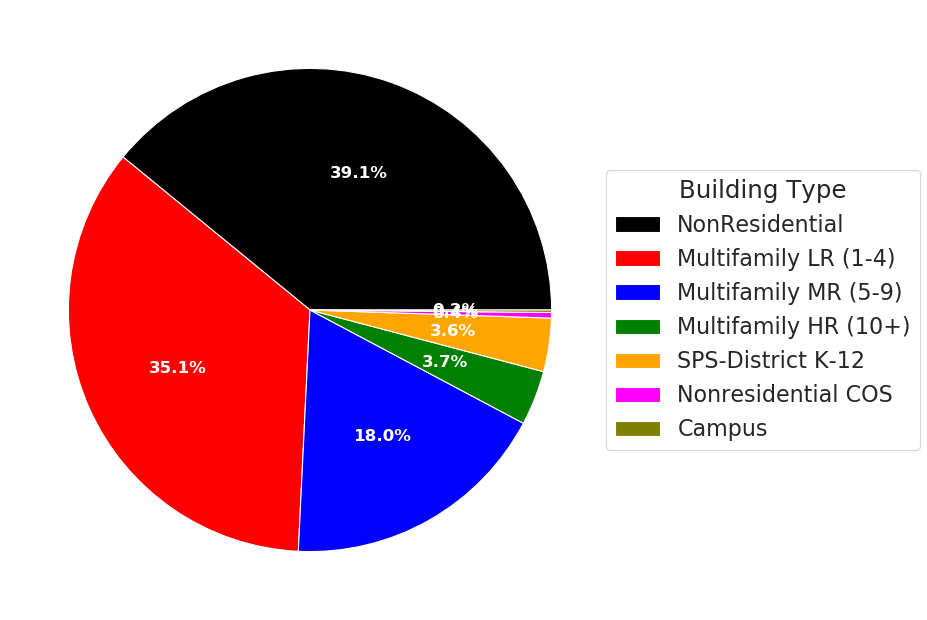 39.1%
35.1%
18.0%
3.7%
3.6%
Building Type
NonResidential
Multifamily LR (1-4)
Multifamily MR (5-9)
Multifamily HR (10+)
SPS-District K-12
Nonresidential COS
Campus